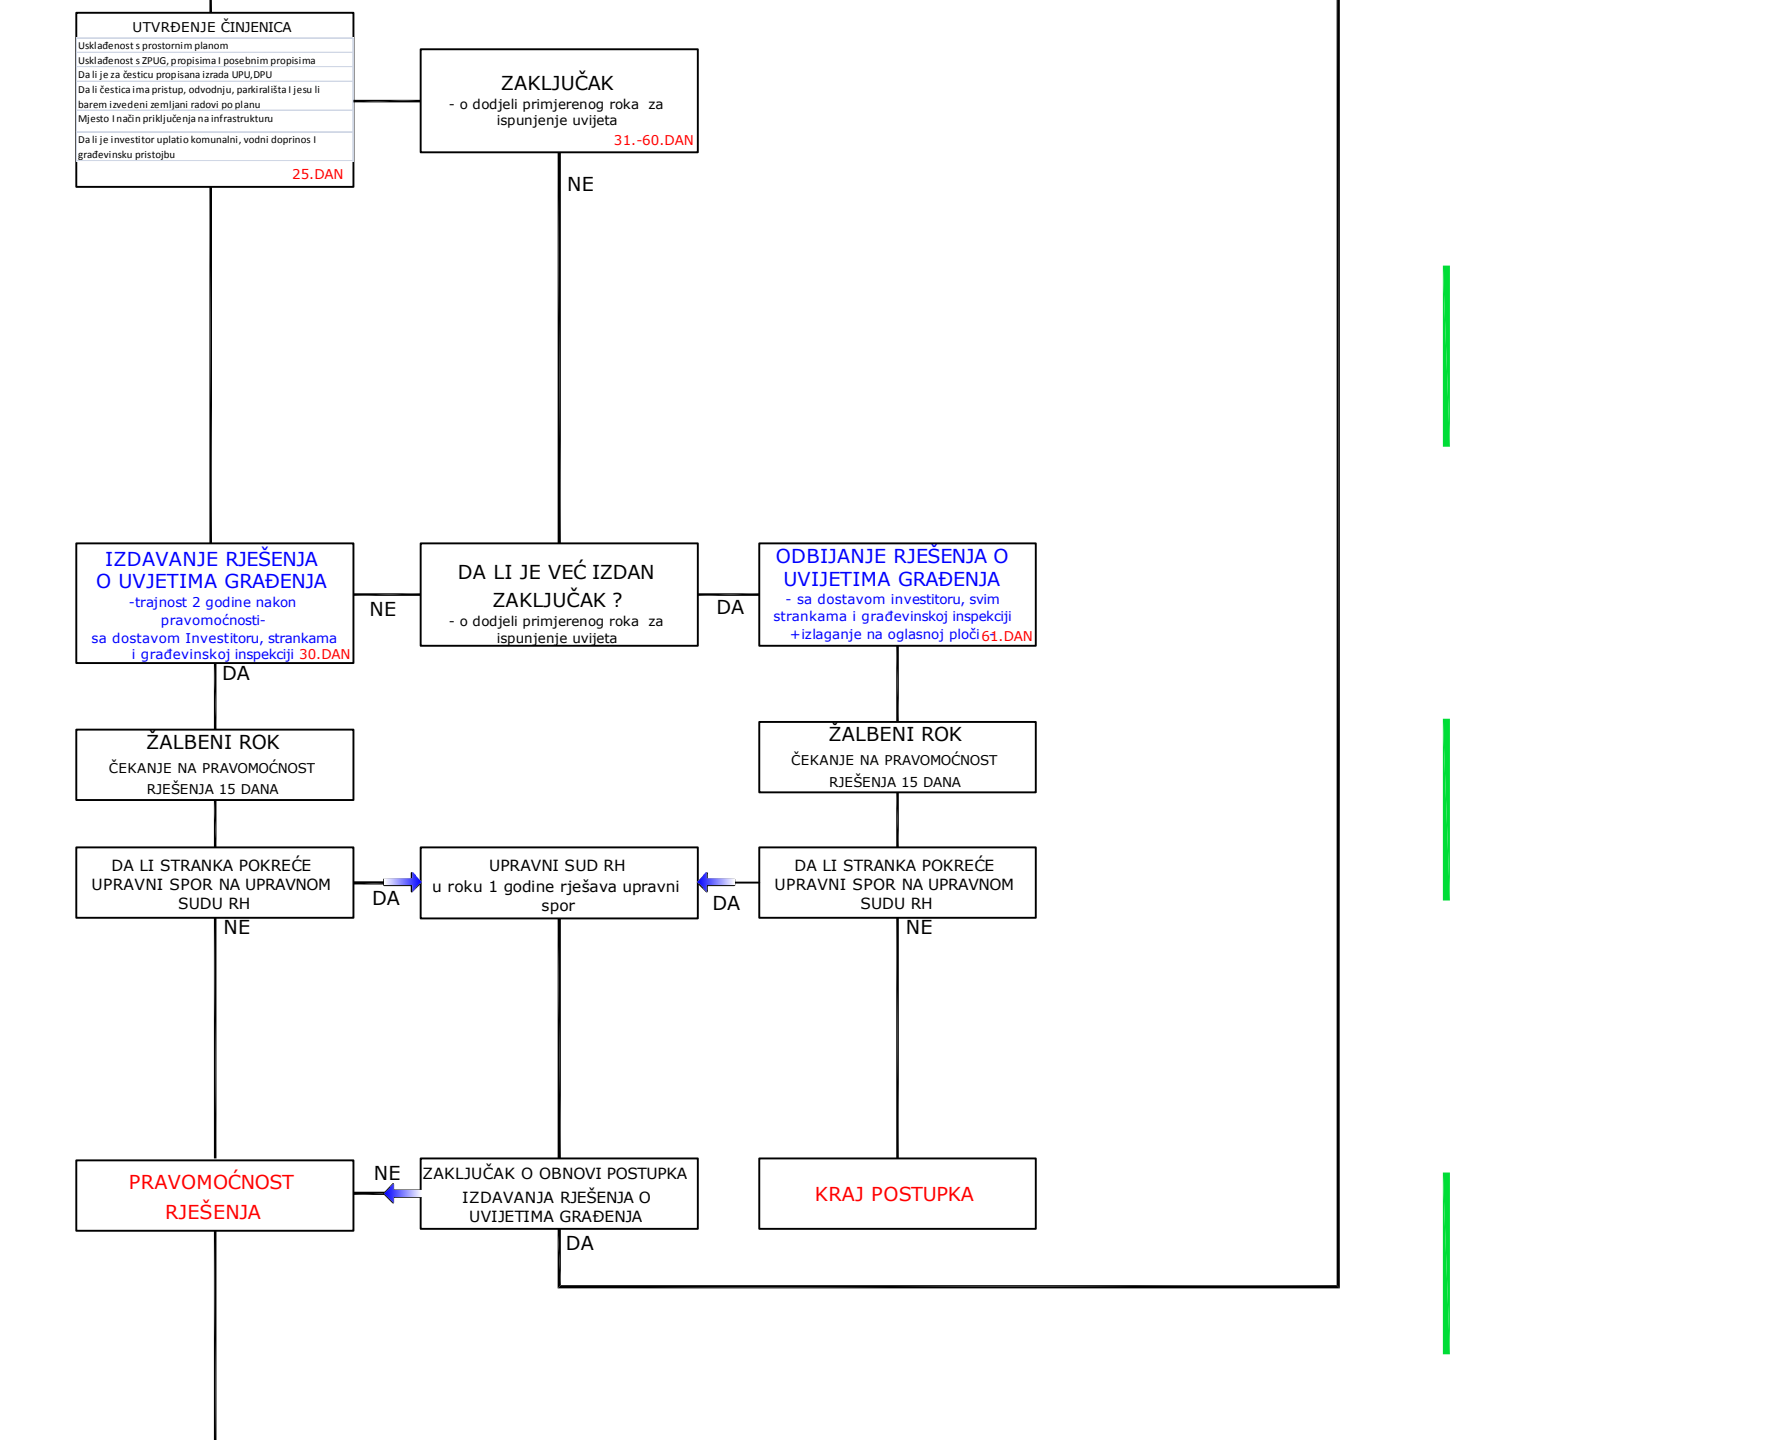 UTVRĐENJE ČINJENICA
Usklađenost s prostornim planom
Usklađenost s ZPUG, propisima I posebnim propisima
Da li je za česticu propisana izrada UPU,DPU
Da li čestica ima pristup, odvodnju, parkirališta I jesu li
barem izvedeni zemljani radovi po planu
Mjesto I način priključenja na infrastrukturu
Da li je investitor uplatio komunalni, vodni doprinos I
građevinsku pristojbu
25.DAN
ZAKLJUČAK
- o dodjeli primjerenog roka za
ispunjenje uvijeta
31.-60.DAN
NE
IZDAVANJE RJEŠENJA
O UVJETIMA GRAĐENJA
-trajnost 2 godine nakon
pravomoćnosti-
sa dostavom Investitoru, strankama
i građevinskoj inspekciji 30.DAN
NE
DA LI JE VEĆ IZDAN
ZAKLJUČAK ?
- o dodjeli primjerenog roka za
ispunjenje uvijeta
DA
ODBIJANJE RJEŠENJA O
UVIJETIMA GRAĐENJA
- sa dostavom investitoru, svim
strankama i građevinskoj inspekciji
+izlaganje na oglasnoj ploči - 61.DAN
DA
ŽALBENI ROK
ČEKANJE NA PRAVOMOĆNOST
RJEŠENJA 15 DANA
ŽALBENI ROK
ČEKANJE NA PRAVOMOĆNOST
RJEŠENJA 15 DANA
DA LI STRANKA POKREĆE
UPRAVNI SPOR NA UPRAVNOM
SUDU RH
DA
UPRAVNI SUD RH
u roku 1 godine rješava upravni
spor
DA
DA LI STRANKA POKREĆE
UPRAVNI SPOR NA UPRAVNOM
SUDU RH
NE
NE
PRAVOMOĆNOST
RJEŠENJA
NE
ZAKLJUČAK O OBNOVI POSTUPKA
IZDAVANJA RJEŠENJA O
UVIJETIMA GRAĐENJA
KRAJ POSTUPKA
DA